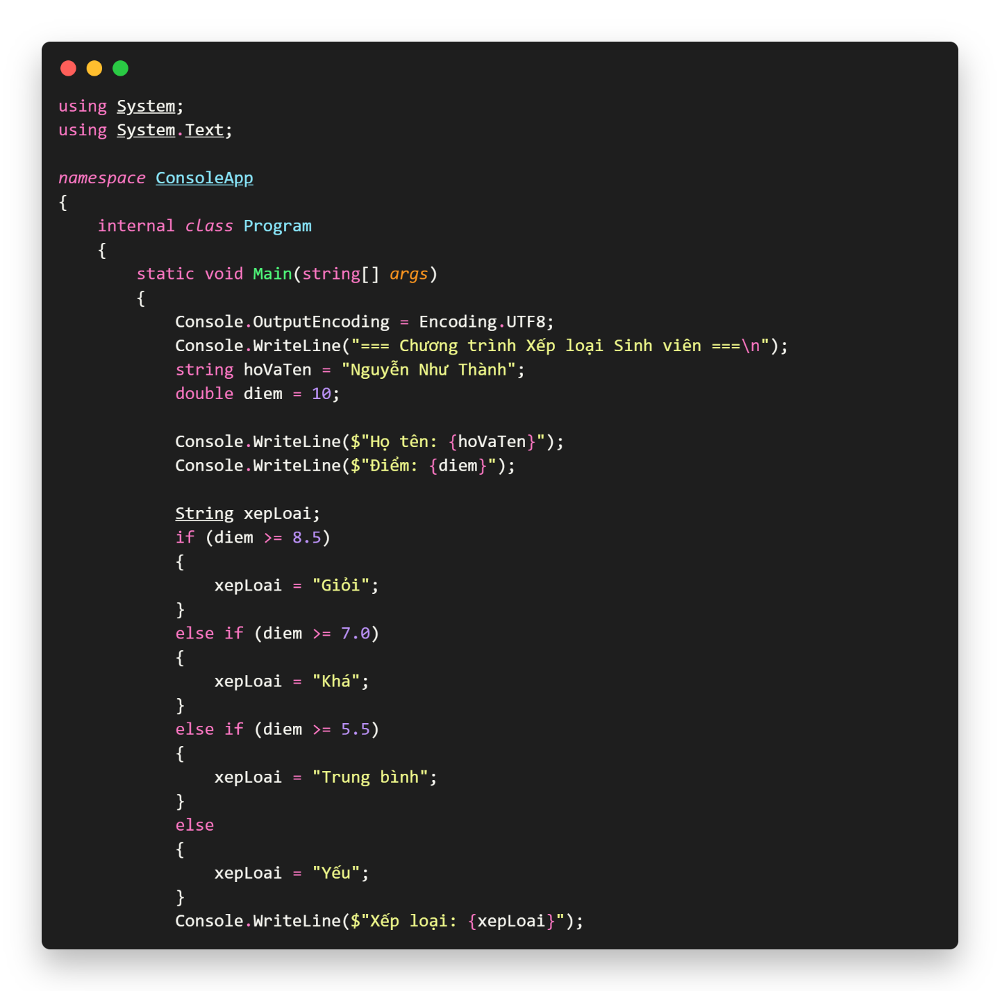 using System;
using System.Text;

namespace ConsoleApp
{
    internal class Program
    {
        static void Main(string[] args)
        {
            Console.OutputEncoding = Encoding.UTF8;
            Console.WriteLine("=== Chương trình Xếp loại Sinh viên ===\n");
            string hoVaTen = "Nguyễn Như Thành";
            double diem = 10;

            Console.WriteLine($"Họ tên: {hoVaTen}");
            Console.WriteLine($"Điểm: {diem}");

            String xepLoai;
            if (diem >= 8.5)
            {
                xepLoai = "Giỏi";
            }
            else if (diem >= 7.0)
            {
                xepLoai = "Khá";
            }
            else if (diem >= 5.5)
            {
                xepLoai = "Trung bình";
            }
            else
            {
                xepLoai = "Yếu";
            }
            Console.WriteLine($"Xếp loại: {xepLoai}");